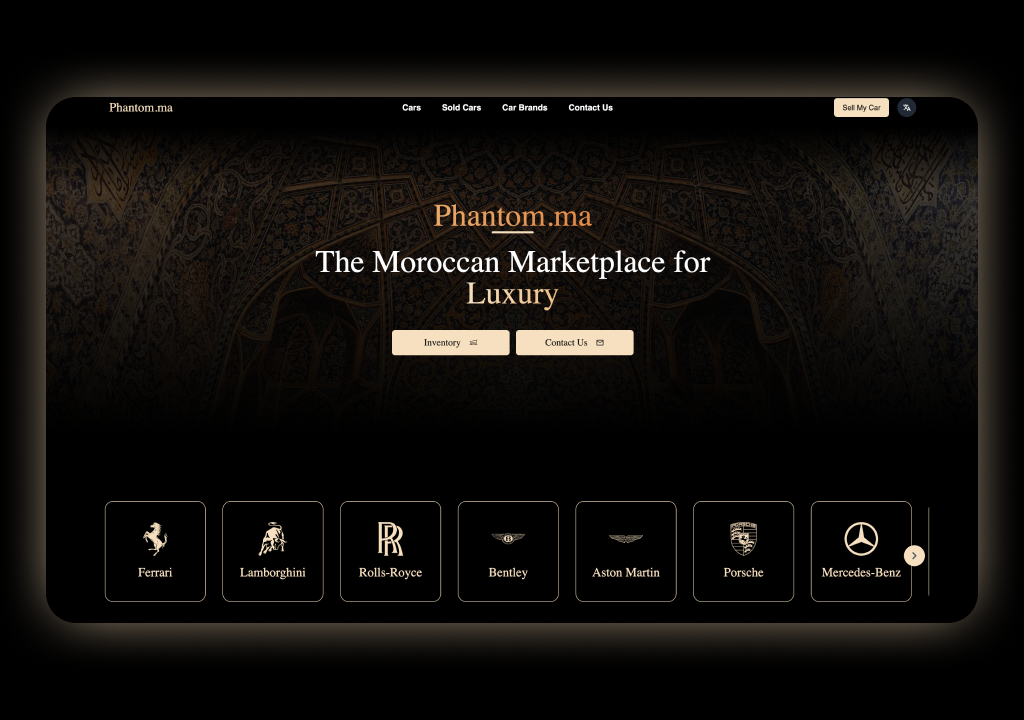 Phantom.ma
Cars
Sold Cars
Car Brands
Contact Us
Sell My Car
Phantom.ma
The Moroccan Marketplace for
Luxury
Inventory
Contact Us
Ferrari
Lamborghini
Rolls-Royce
Bentley
Aston Martin
Porsche
Mercedes-Benz